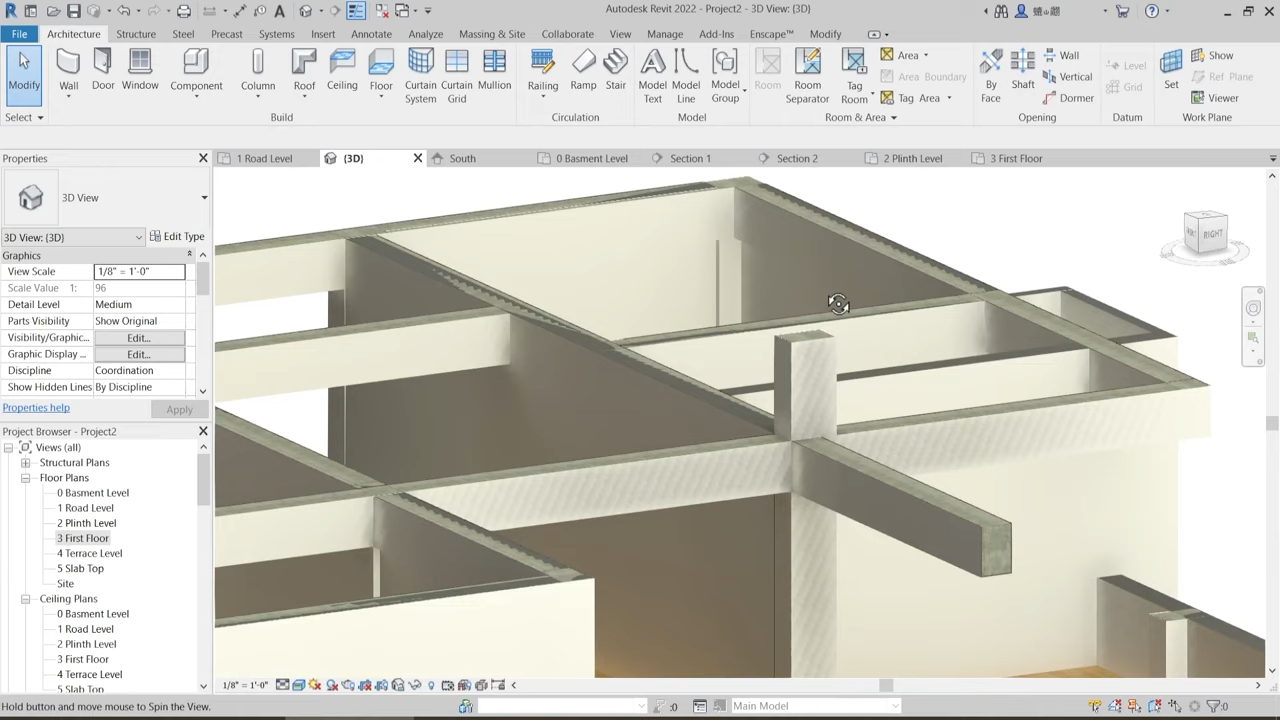 Autodesk Revit 2022 - Project2 - 3D View: {3D}
File Architecture Structure Steel Precast Systems Insert Annotate Analyze Massing & Site Collaborate View Manage Add-Ins Enscape™ Modify
Modify Wall Door Window Component Column Roof Ceiling Floor Curtain System Curtain Grid Mullion Railing Ramp Stair Model Text Model Line Model Group Room Room Separator Tag Room Area Area Boundary Tag Area By Face Shaft Wall Vertical Dormer Level Grid Set Show Ref Plane Viewer
Select Build Circulation Model Room & Area Opening Datum Work Plane
Properties
1 Road Level (3D) South 0 Basment Level Section 1 Section 2 2 Plinth Level 3 First Floor
3D View
3D View: {3D} Edit Type
Graphics
View Scale 1/8" = 1'-0"
Scale Value 1: 96
Detail Level Medium
Parts Visibility Show Original
Visibility/Graphic... Edit...
Graphic Display ... Edit...
Discipline Coordination
Show Hidden Lines By Discipline
Properties help Apply
Project Browser - Project2
Views (all)
Structural Plans
Floor Plans
0 Basment Level
1 Road Level
2 Plinth Level
3 First Floor
4 Terrace Level
5 Slab Top
Site
Ceiling Plans
0 Basment Level
1 Road Level
2 Plinth Level
3 First Floor
4 Terrace Level
5 Slab Top
RIGHT
1/8" = 1'-0"
Hold button and move mouse to Spin the View.
:0 Main Model :0